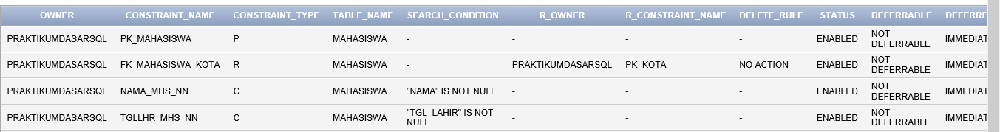 OWNER CONSTRAINT_NAME CONSTRAINT_TYPE TABLE_NAME SEARCH_CONDITION R_OWNER R_CONSTRAINT_NAME DELETE_RULE STATUS DEFERRABLE DEFERRE
PRAKTIKUMDASARSQL PK_MAHASISWA P MAHASISWA - - - - ENABLED NOT DEFERRABLE IMMEDIAT
PRAKTIKUMDASARSQL FK_MAHASISWA_KOTA R MAHASISWA - PRAKTIKUMDASARSQL PK_KOTA NO ACTION ENABLED NOT DEFERRABLE IMMEDIAT
PRAKTIKUMDASARSQL NAMA_MHS_NN C MAHASISWA "NAMA" IS NOT NULL - - - ENABLED NOT DEFERRABLE IMMEDIAT
PRAKTIKUMDASARSQL TGLLHR_MHS_NN C MAHASISWA "TGL_LAHIR" IS NOT NULL - - - ENABLED NOT DEFERRABLE IMMEDIAT